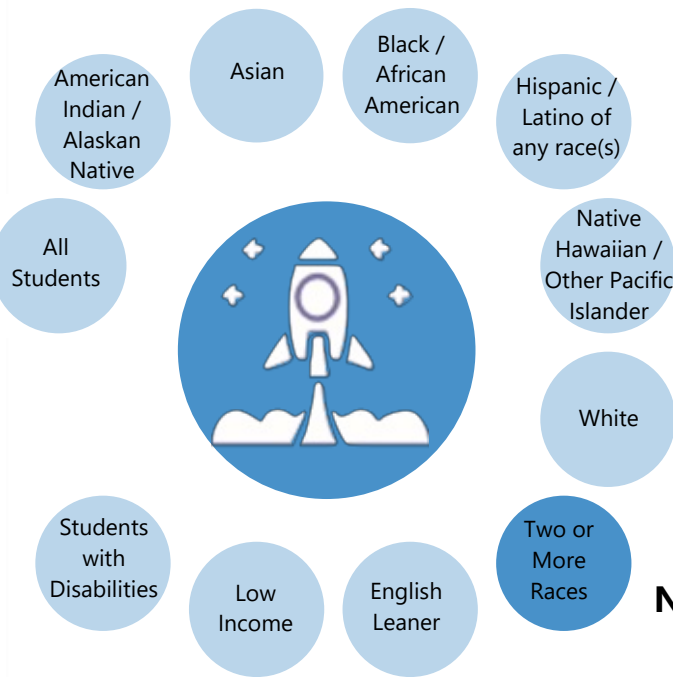 Black /
African
American
Asian
American
Indian /
Alaskan
Native
Hispanic /
Latino of
any race(s)
All
Students
Native
Hawaiian /
Other Pacific
Islander
White
Students
with
Disabilities
Low
Income
English
Leaner
Two or
More
Races
N